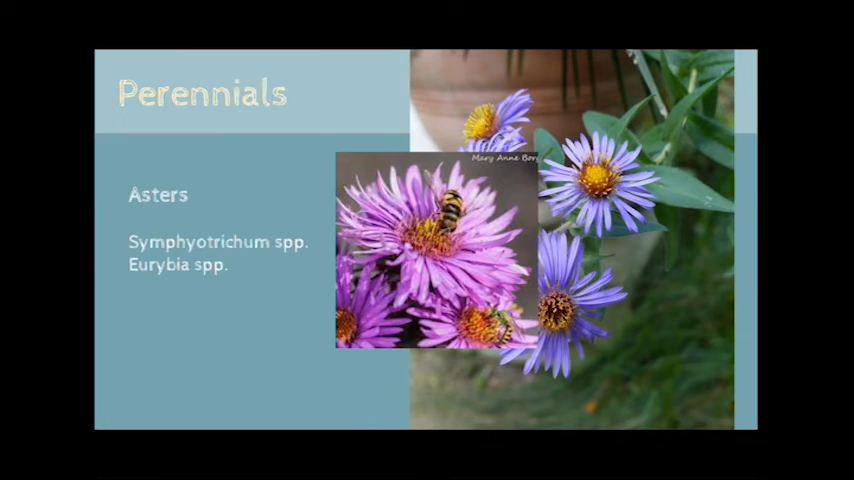 Perennials
Asters
Symphyotrichum spp.
Eurybia spp.
Mary Anne